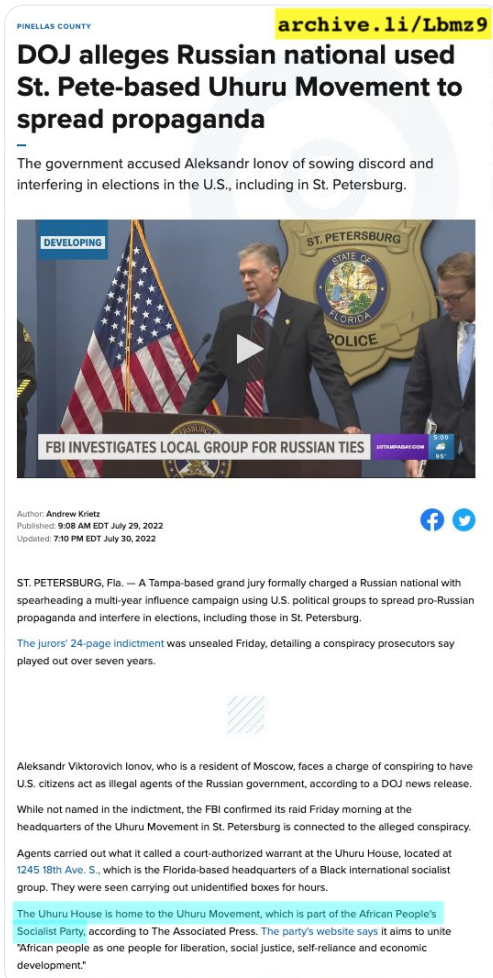 archive.li/Lbmz9
PINELLAS COUNTY
DOJ alleges Russian national used
St. Pete-based Uhuru Movement to
spread propaganda
The government accused Aleksandr Ionov of sowing discord and
interfering in elections in the U.S., including in St. Petersburg.
DEVELOPING
ST. PETERSBURG
STATE OF
FLORIDA
POLICE
FBI INVESTIGATES LOCAL GROUP FOR RUSSIAN TIES
10TAMPABAY.COM
5:00
95°
Author: Andrew Krietz
Published: 9:08 AM EDT July 29, 2022
Updated: 7:10 PM EDT July 30, 2022
ST. PETERSBURG, Fla. — A Tampa-based grand jury formally charged a Russian national with
spearheading a multi-year influence campaign using U.S. political groups to spread pro-Russian
propaganda and interfere in elections, including those in St. Petersburg.
The jurors' 24-page indictment was unsealed Friday, detailing a conspiracy prosecutors say
played out over seven years.
Aleksandr Viktorovich Ionov, who is a resident of Moscow, faces a charge of conspiring to have
U.S. citizens act as illegal agents of the Russian government, according to a DOJ news release.
While not named in the indictment, the FBI confirmed its raid Friday morning at the
headquarters of the Uhuru Movement in St. Petersburg is connected to the alleged conspiracy.
Agents carried out what it called a court-authorized warrant at the Uhuru House, located at
1245 18th Ave. S., which is the Florida-based headquarters of a Black international socialist
group. They were seen carrying out unidentified boxes for hours.
The Uhuru House is home to the Uhuru Movement, which is part of the African People's
Socialist Party, according to The Associated Press. The party's website says it aims to unite
"African people as one people for liberation, social justice, self-reliance and economic
development."